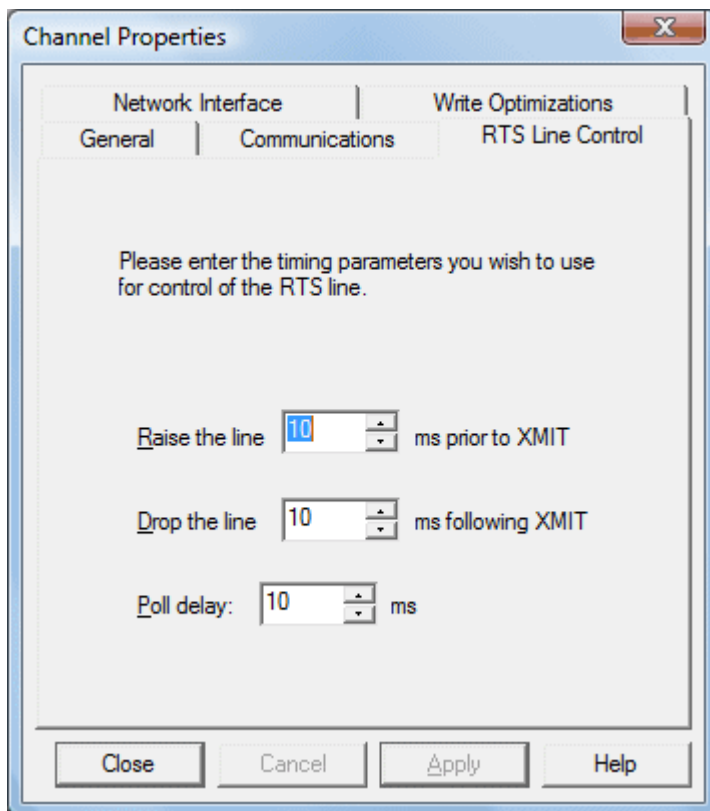 Channel Properties
Network Interface
Write Optimizations
General
Communications
RTS Line Control
Please enter the timing parameters you wish to use
for control of the RTS line.
Raise the line 10 ms prior to XMIT
Drop the line 10 ms following XMIT
Poll delay: 10 ms
Close
Cancel
Apply
Help